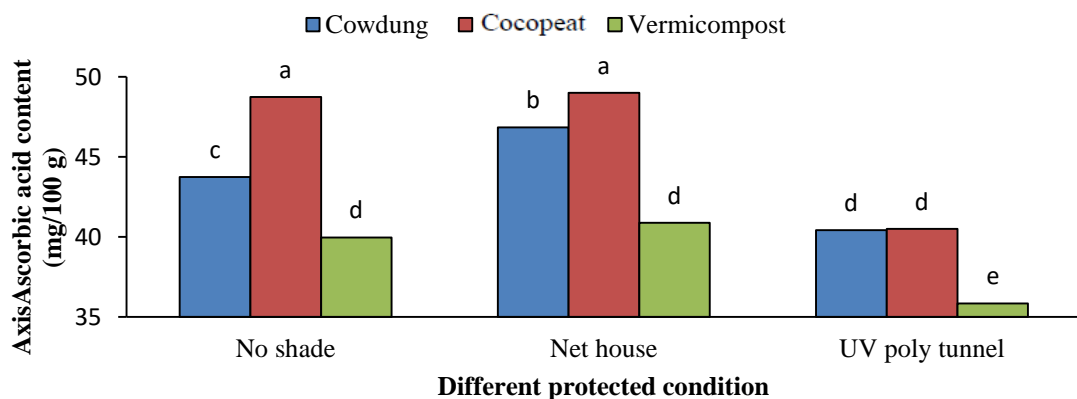 Cowdung Cocopeat Vermicompost
AxisAscorbic acid content
(mg/100 g)
50
45
40
35
c a d
b a d
d d e
No shade Net house UV poly tunnel
Different protected condition